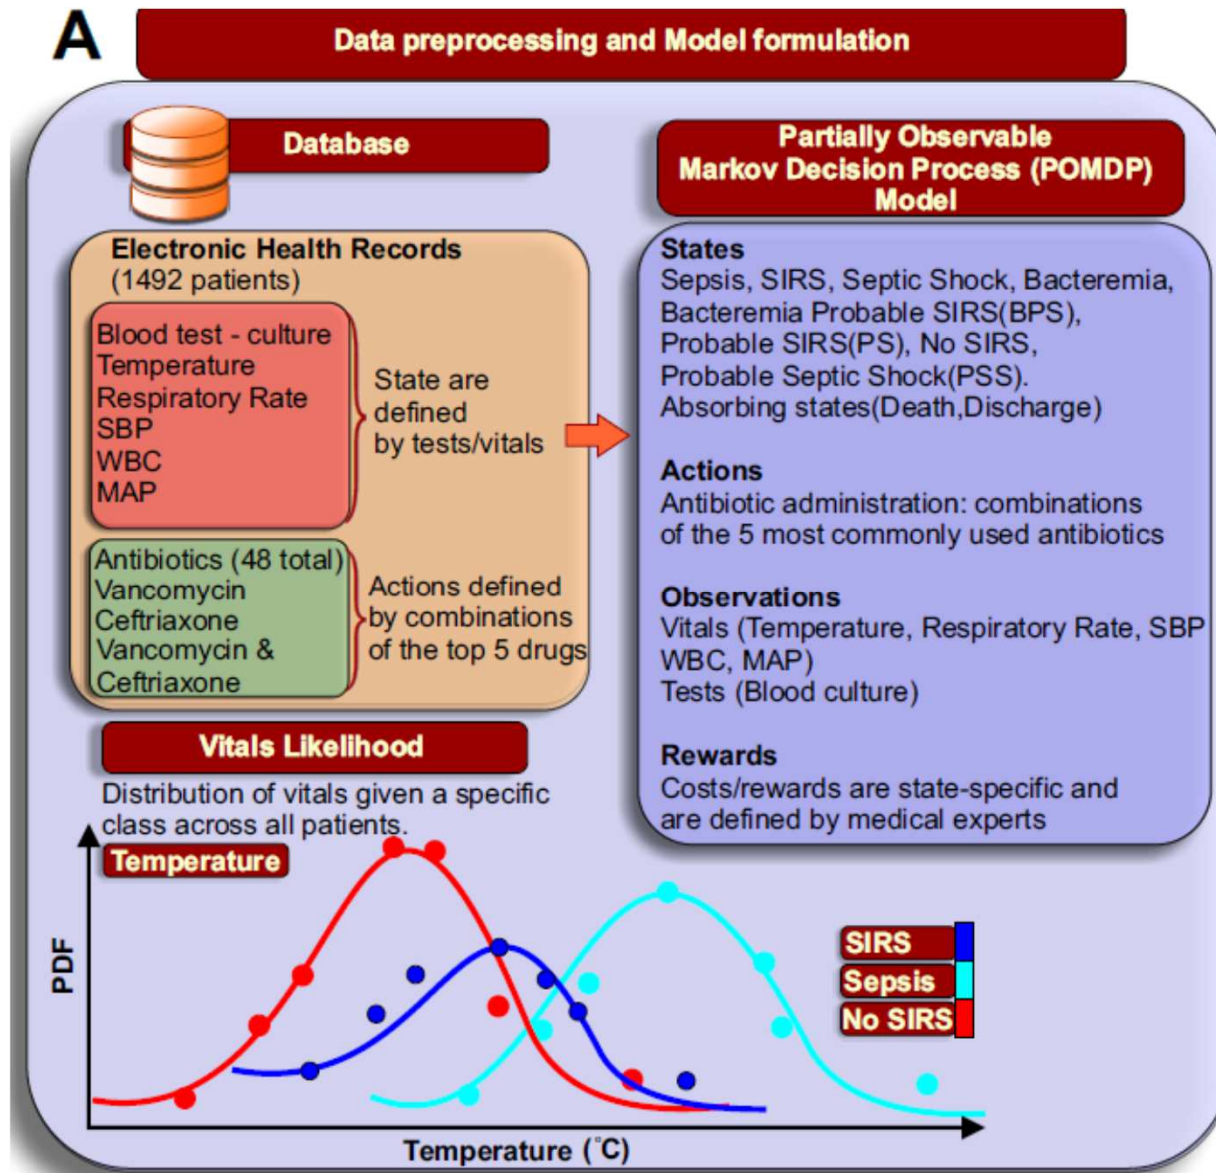 A
Data preprocessing and Model formulation
Database
Electronic Health Records
(1492 patients)
Blood test - culture
Temperature
Respiratory Rate
SBP
WBC
MAP
State are
defined
by tests/vitals
Antibiotics (48 total)
Vancomycin
Ceftriaxone
Vancomycin &
Ceftriaxone
Actions defined
by combinations
of the top 5 drugs
Partially Observable
Markov Decision Process (POMDP)
Model
States
Sepsis, SIRS, Septic Shock, Bacteremia,
Bacteremia Probable SIRS(BPS),
Probable SIRS(PS), No SIRS,
Probable Septic Shock(PSS).
Absorbing states(Death,Discharge)
Actions
Antibiotic administration: combinations
of the 5 most commonly used antibiotics
Observations
Vitals (Temperature, Respiratory Rate, SBP
WBC, MAP)
Tests (Blood culture)
Rewards
Costs/rewards are state-specific and
are defined by medical experts
Vitals Likelihood
Distribution of vitals given a specific
class across all patients.
Temperature
PDF
SIRS
Sepsis
No SIRS
Temperature (°C)